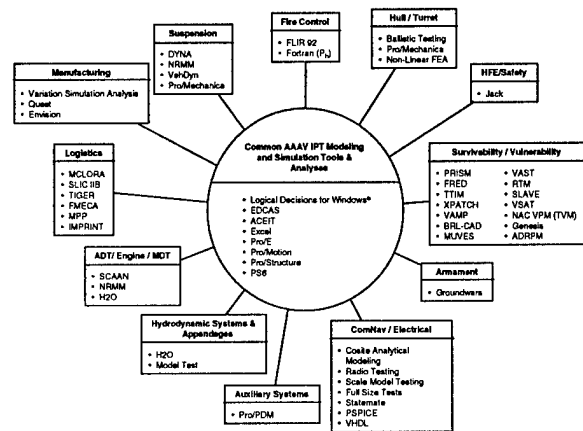 Fire Control
• FLIR 92
• Fortran (PH)
Hull / Turret
• Ballistic Testing
• Pro/Mechanica
• Non-Linear FEA
Suspension
• DYNA
• NRMM
• VehDyn
• Pro/Mechanica
Manufacturing
• Variation Simulation Analysis
• Quest
• Envision
HFE/Safety
• Jack
Common AAAV IPT Modeling
and Simulation Tools &
Analyses
• Logical Decisions for Windows®
• EDCAS
• ACEIT
• Excel
• Pro/E
• Pro/Motion
• Pro/Structure
• PS6
Logistics
• MCLORA
• SLIC IIB
• TIGER
• FMECA
• MPP
• IMPRINT
Survivability / Vulnerability
• PRISM
• FRED
• TTIM
• XPATCH
• VAMP
• BRL-CAD
• MUVES
• VAST
• RTM
• SLAVE
• VSAT
• NAC VPM (TVM)
• Genesis
• ADRPM
ADT/ Engine / MDT
• SCAAN
• NRMM
• H2O
Armament
• Groundwars
Hydrodynamic Systems &
Appendages
• H2O
• Model Test
Auxiliary Systems
• Pro/PDM
ComNav / Electrical
• Cosite Analytical
Modeling
• Radio Testing
• Scale Model Testing
• Full Size Tests
• Statemate
• PSPICE
• VHDL